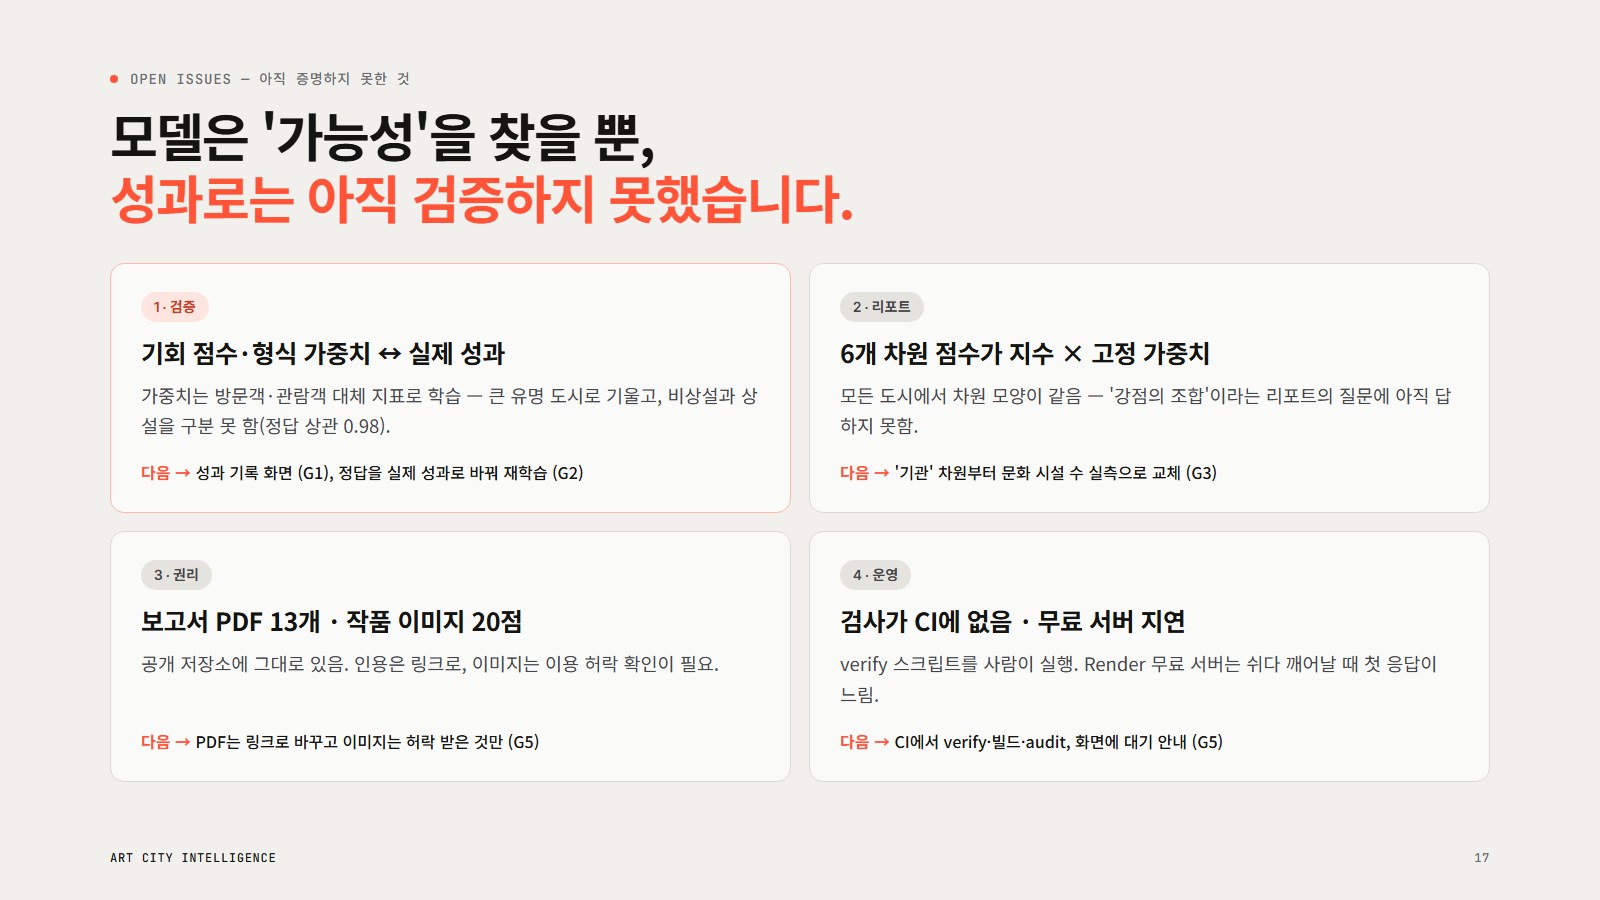 OPEN ISSUES — 아직 증명하지 못한 것
모델은 '가능성'을 찾을 뿐,
성과로는 아직 검증하지 못했습니다.
1 · 검증
기회 점수·형식 가중치 ↔ 실제 성과
가중치는 방문객·관람객 대체 지표로 학습 — 큰 유명 도시로 기울고, 비상설과 상
설을 구분 못 함(정답 상관 0.98).
다음 → 성과 기록 화면 (G1), 정답을 실제 성과로 바꿔 재학습 (G2)
2 · 리포트
6개 차원 점수가 지수 × 고정 가중치
모든 도시에서 차원 모양이 같음 — '강점의 조합'이라는 리포트의 질문에 아직 답
하지 못함.
다음 → '기관' 차원부터 문화 시설 수 실측으로 교체 (G3)
3 · 권리
보고서 PDF 13개 · 작품 이미지 20점
공개 저장소에 그대로 있음. 인용은 링크로, 이미지는 이용 허락 확인이 필요.
다음 → PDF는 링크로 바꾸고 이미지는 허락 받은 것만 (G5)
4 · 운영
검사가 CI에 없음 · 무료 서버 지연
verify 스크립트를 사람이 실행. Render 무료 서버는 쉬다 깨어날 때 첫 응답이
느림.
다음 → CI에서 verify·빌드·audit, 화면에 대기 안내 (G5)
ART CITY INTELLIGENCE
17